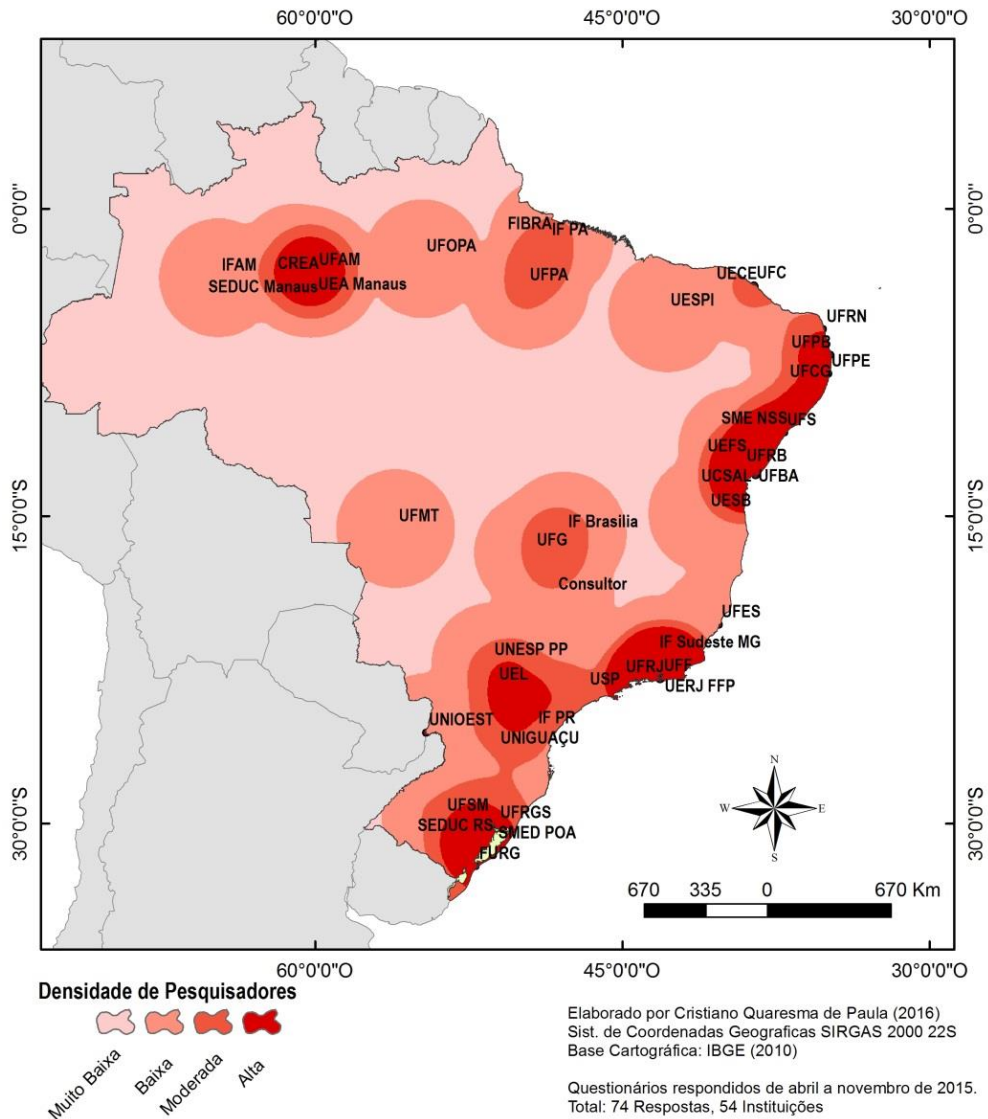 60°0'0"O 45°0'0"O 30°0'0"O
0°0'0"
15°0'0"S
30°0'0"S
0°0'0"
15°0'0"S
30°0'0"S
FIBRA IF PA
UFOPA
IFAM CREA UFAM
SEDUC Manaus UEA Manaus
UFPA
UECE UFC
UESPI
UFRN
UFPB
UFPE
UFCG
SME NSS UFS
UEFS
UFRB
UCSAL UFBA
UESB
UFMT
IF Brasilia
UFG
Consultor
UFES
IF Sudeste MG
UNESP PP
UFRJ UFF
UEL
USP
UERJ FFP
UNIOEST
IF PR
UNIGUAÇU
UFSM
UFRGS
SEDUC RS
SMED POA
FURG
N
W E
S
670 335 0 670 Km
60°0'0"O 45°0'0"O 30°0'0"O
Densidade de Pesquisadores
Muito Baixa
Baixa
Moderada
Alta
Elaborado por Cristiano Quaresma de Paula (2016)
Sist. de Coordenadas Geograficas SIRGAS 2000 22S
Base Cartográfica: IBGE (2010)
Questionários respondidos de abril a novembro de 2015.
Total: 74 Respostas, 54 Instituições